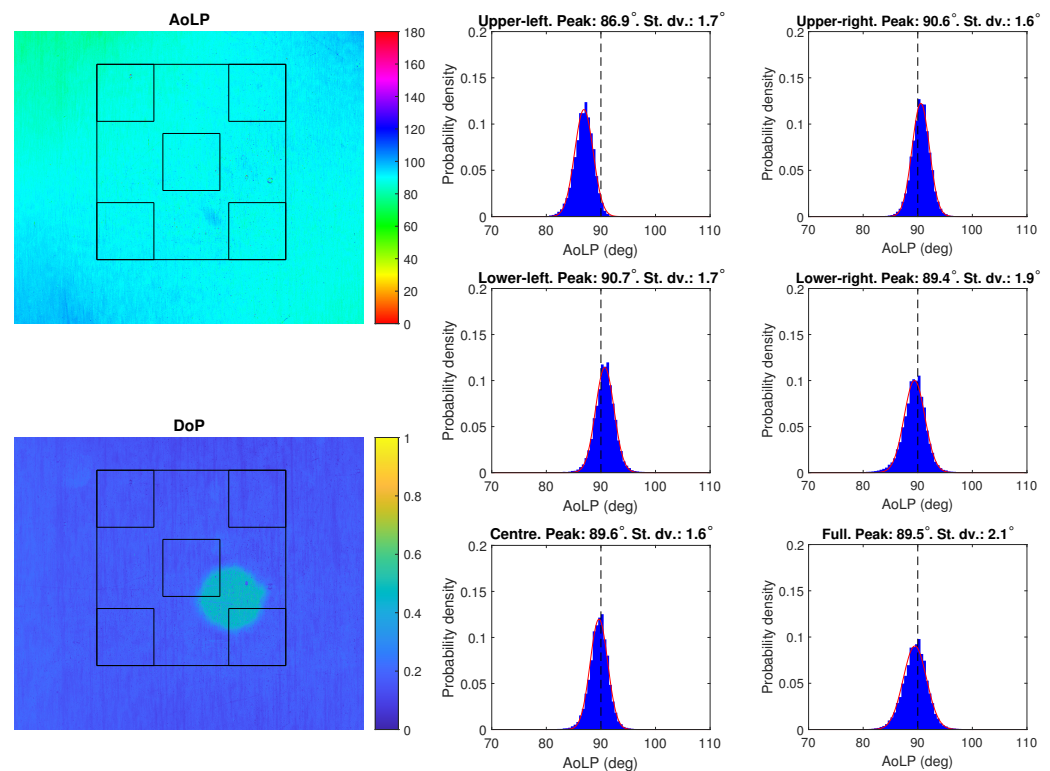 AoLP
180
160
140
120
100
80
60
40
20
0
DoP
1
0.8
0.6
0.4
0.2
0
Upper-left. Peak: 86.9°. St. dv.: 1.7°
0.2
0.15
0.1
0.05
0
Probability density
70 80 90 100 110
AoLP (deg)
Upper-right. Peak: 90.6°. St. dv.: 1.6°
0.2
0.15
0.1
0.05
0
Probability density
70 80 90 100 110
AoLP (deg)
Lower-left. Peak: 90.7°. St. dv.: 1.7°
0.2
0.15
0.1
0.05
0
Probability density
70 80 90 100 110
AoLP (deg)
Lower-right. Peak: 89.4°. St. dv.: 1.9°
0.2
0.15
0.1
0.05
0
Probability density
70 80 90 100 110
AoLP (deg)
Centre. Peak: 89.6°. St. dv.: 1.6°
0.2
0.15
0.1
0.05
0
Probability density
70 80 90 100 110
AoLP (deg)
Full. Peak: 89.5°. St. dv.: 2.1°
0.2
0.15
0.1
0.05
0
Probability density
70 80 90 100 110
AoLP (deg)